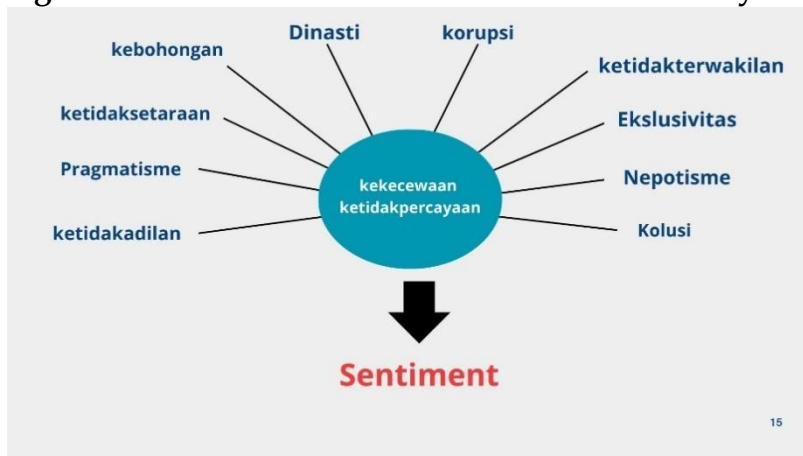 Dinasti
korupsi
kebohongan
ketidakterwakilan
ketidaksetaraan
Ekslusivitas
Pragmatisme
Nepotisme
ketidakadilan
Kolusi
kekecewaan
ketidakpercayaan
Sentiment
15